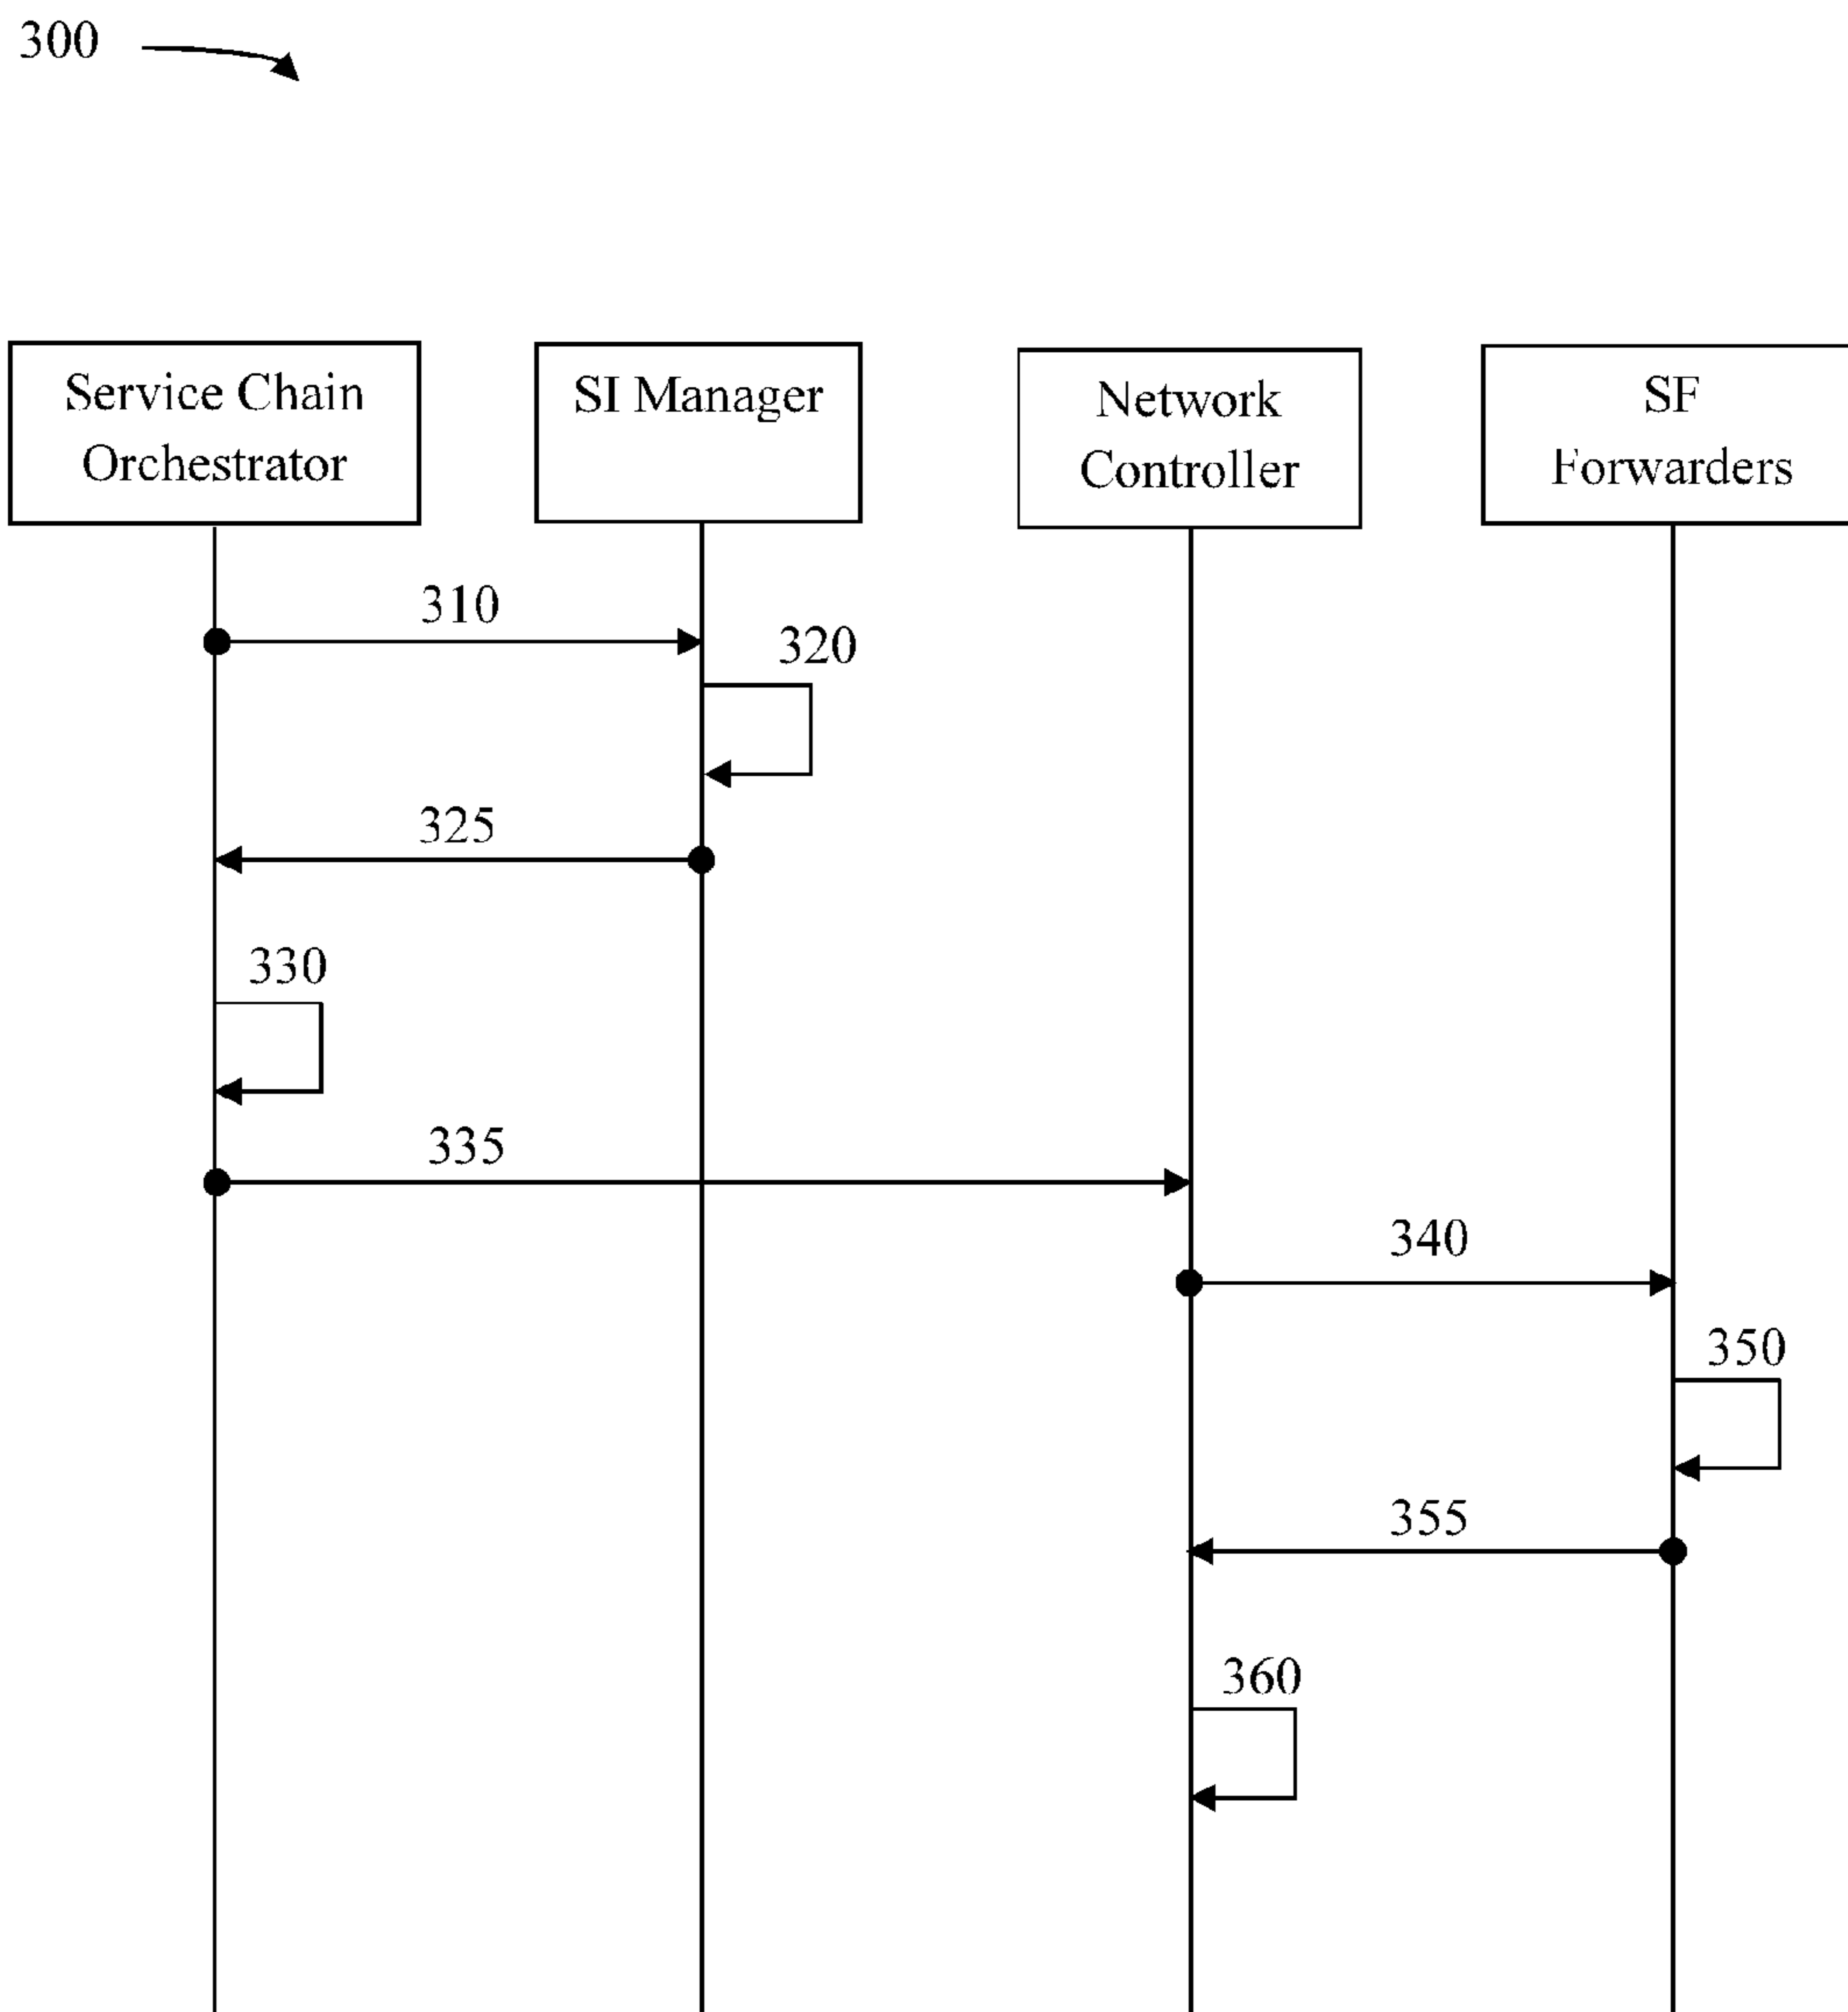 300
Service Chain
Orchestrator
SI Manager
Network
Controller
SF
Forwarders
310
320
325
330
335
340
350
355
360